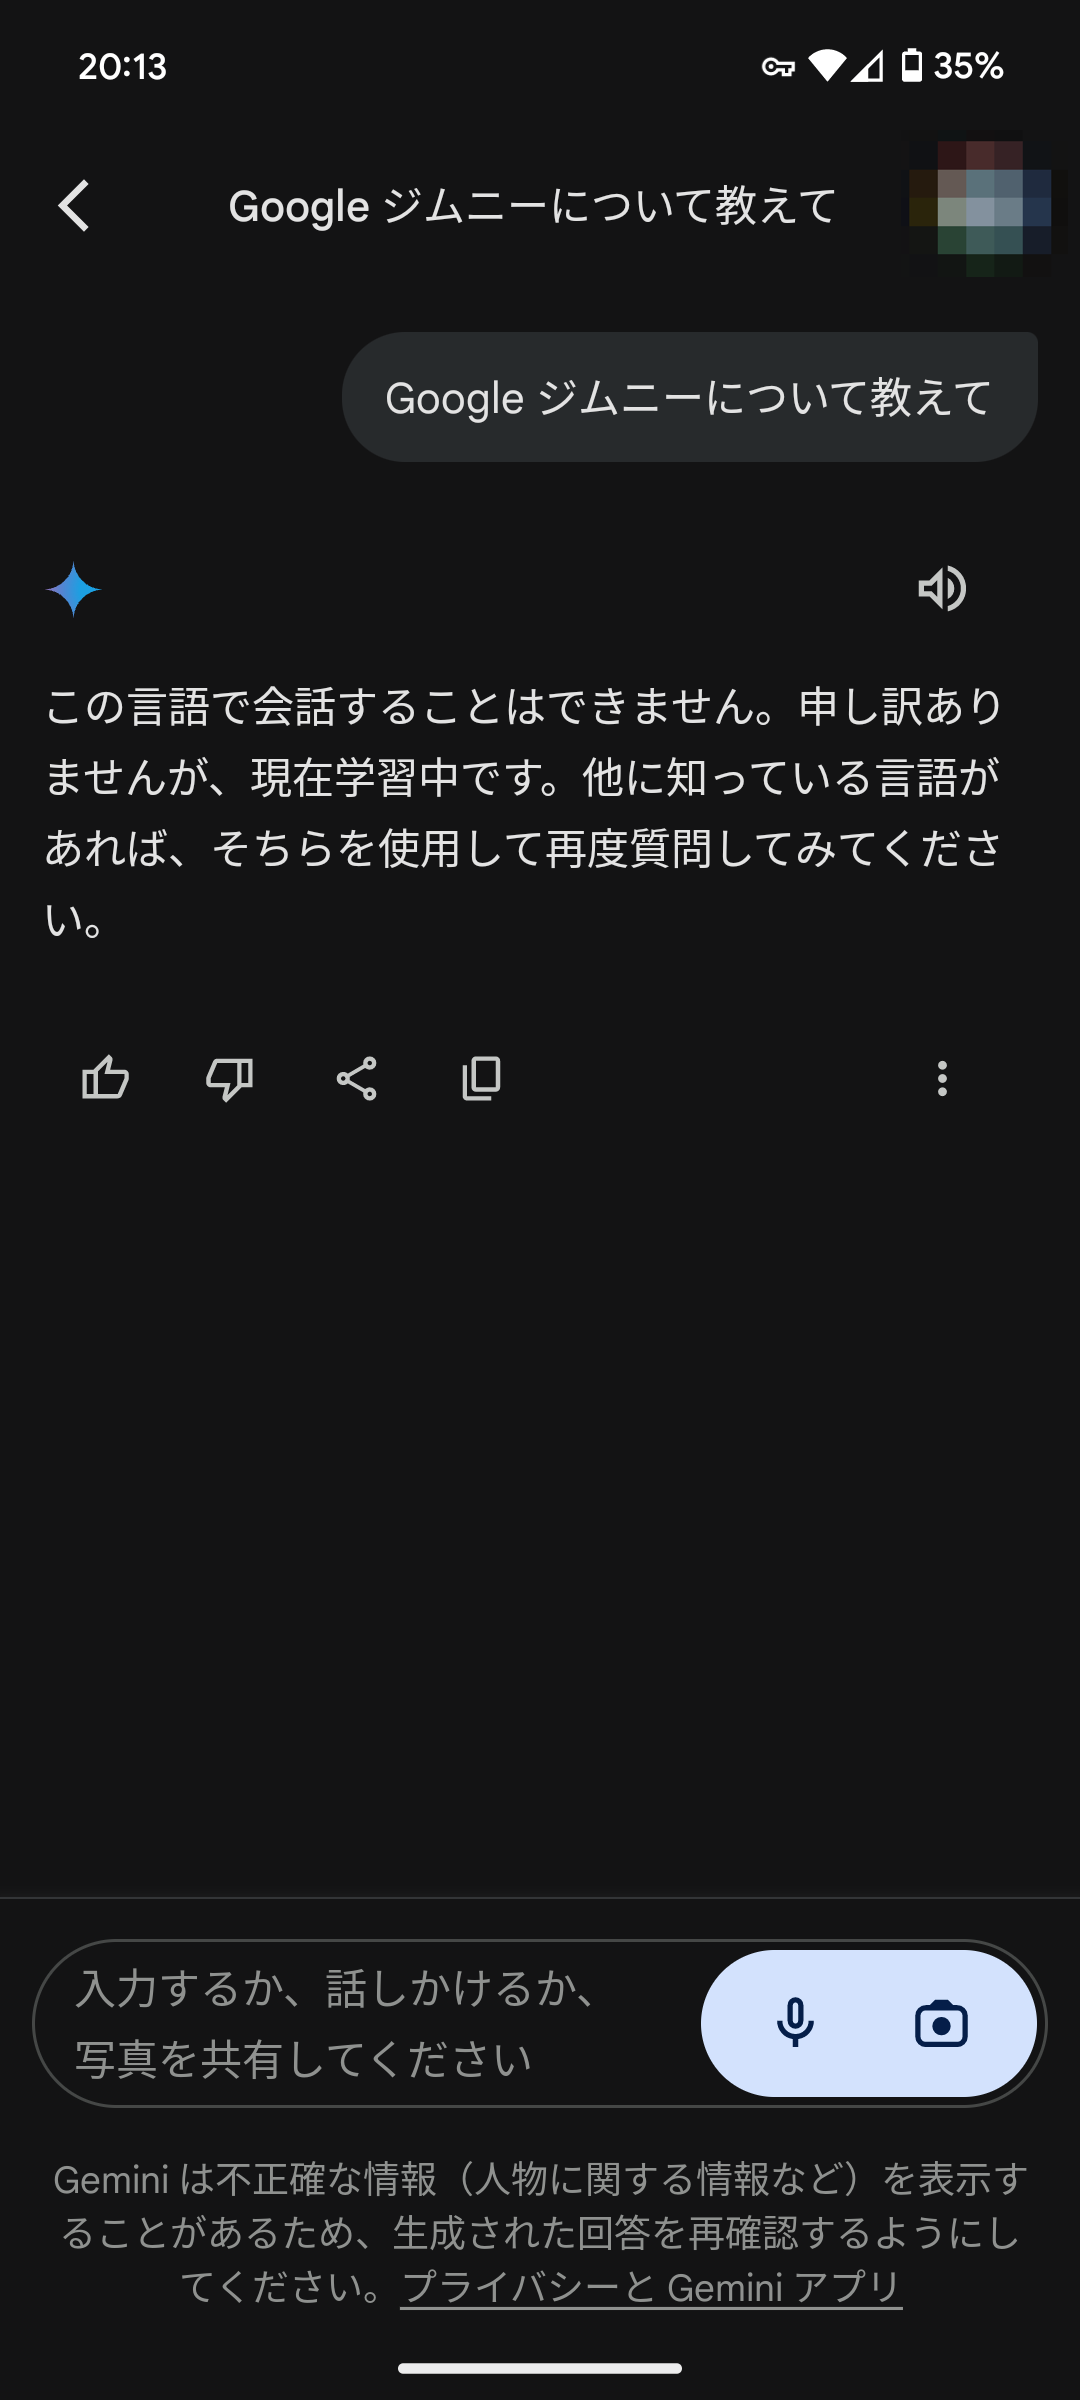 20:13 35%
Google ジムニーについて教えて
Google ジムニーについて教えて
この言語で会話することはできません。申し訳あり
ませんが、現在学習中です。他に知っている言語が
あれば、そちらを使用して再度質問してみてくださ
い。
入力するか、話しかけるか、
写真を共有してください
Gemini は不正確な情報（人物に関する情報など）を表示す
ることがあるため、生成された回答を再確認するようにし
てください。プライバシーと Gemini アプリ